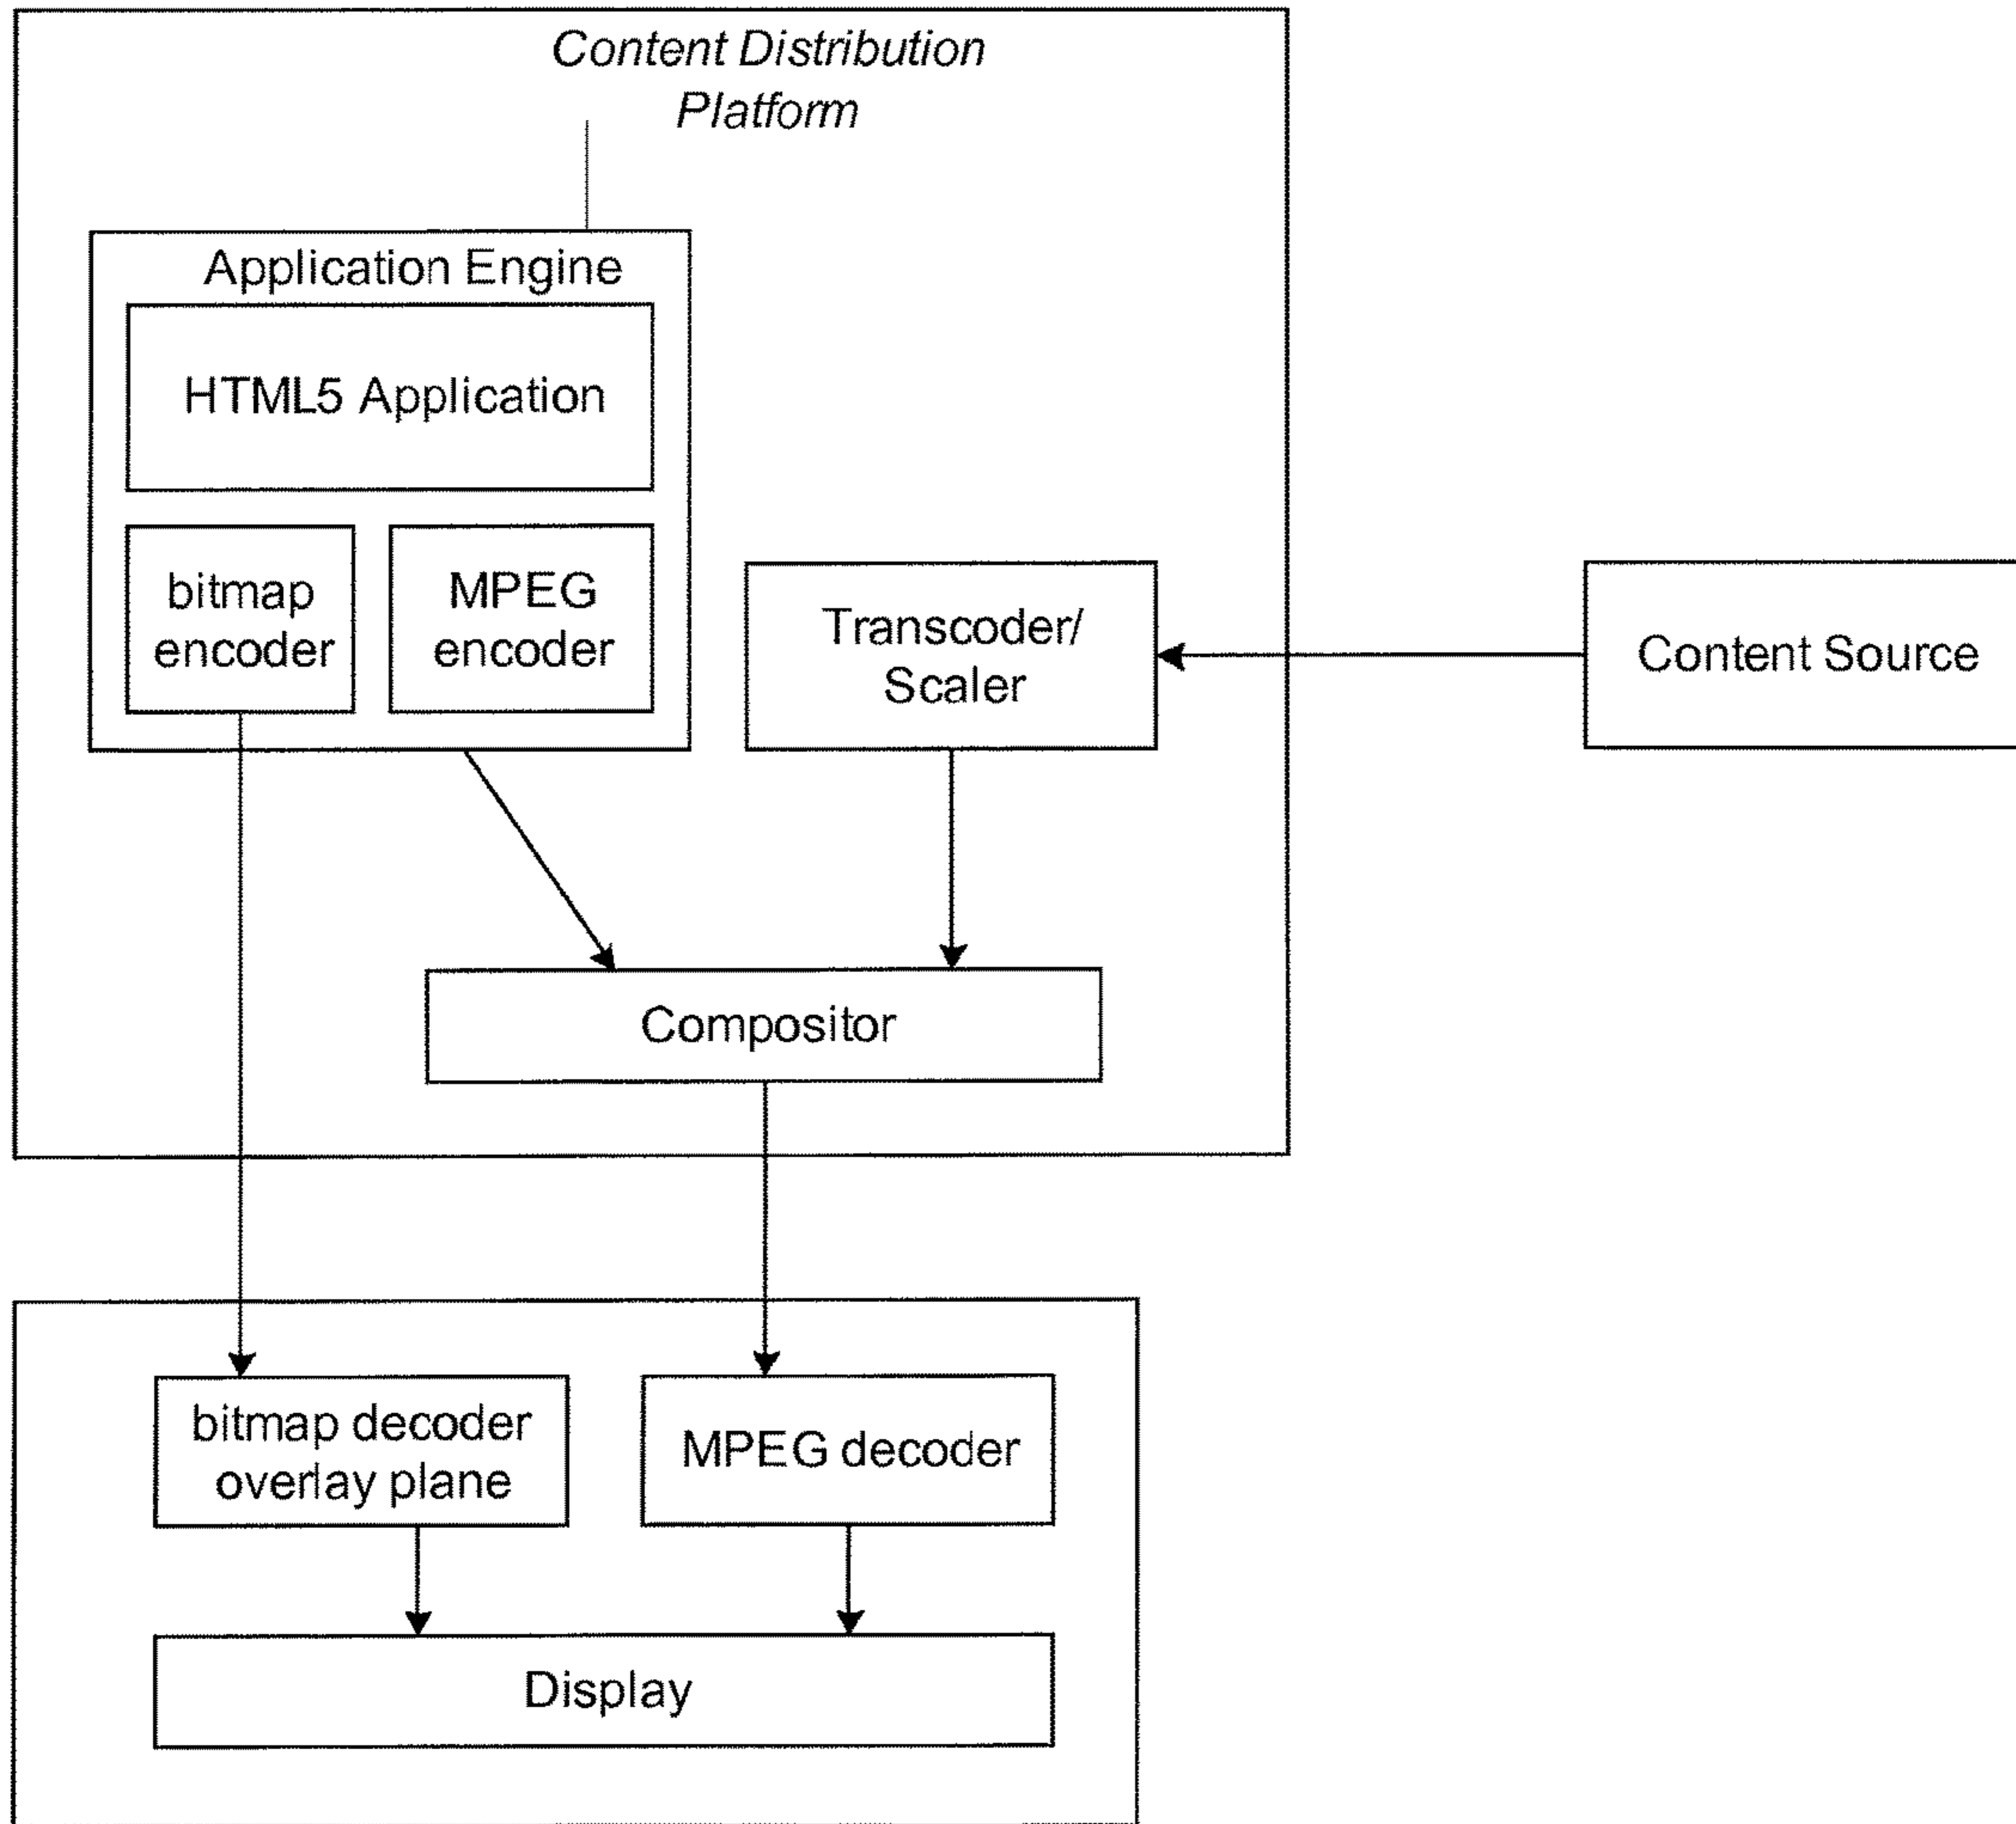 Content Distribution
Platform
Application Engine
HTML5 Application
bitmap
encoder
MPEG
encoder
Transcoder/
Scaler
Content Source
Compositor
bitmap decoder
overlay plane
MPEG decoder
Display